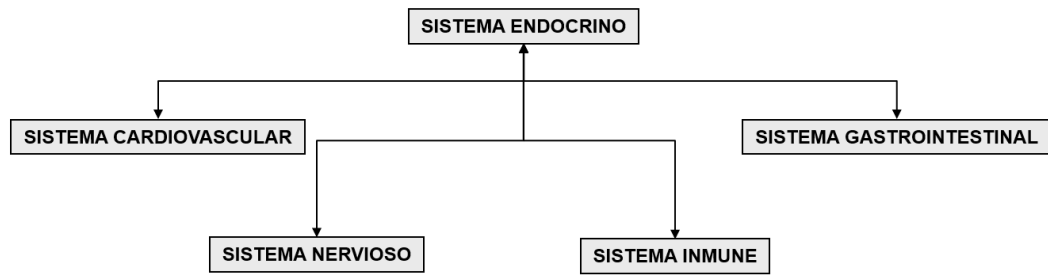 SISTEMA ENDOCRINO
SISTEMA CARDIOVASCULAR
SISTEMA GASTROINTESTINAL
SISTEMA NERVIOSO
SISTEMA INMUNE